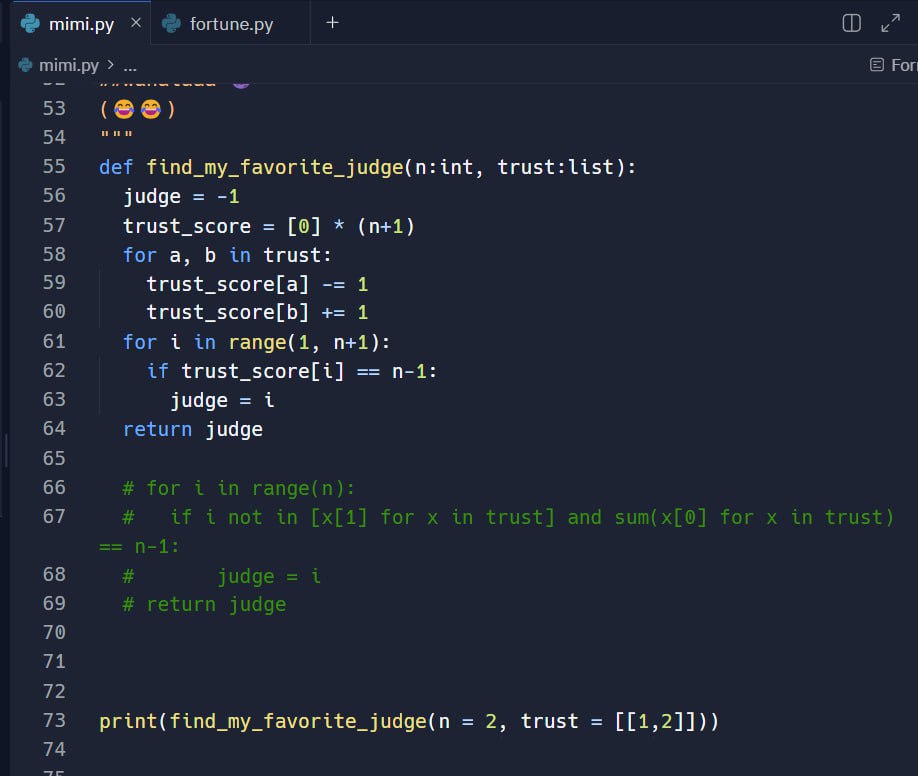 mimi.py × fortune.py +
mimi.py > ...
53 (😂😂)
54 """
55 def find_my_favorite_judge(n:int, trust:list):
56   judge = -1
57   trust_score = [0] * (n+1)
58   for a, b in trust:
59     trust_score[a] -= 1
60     trust_score[b] += 1
61   for i in range(1, n+1):
62     if trust_score[i] == n-1:
63       judge = i
64   return judge
65
66   # for i in range(n):
67   #   if i not in [x[1] for x in trust] and sum(x[0] for x in trust)
== n-1:
68   #       judge = i
69   # return judge
70
71
72
73 print(find_my_favorite_judge(n = 2, trust = [[1,2]]))
74